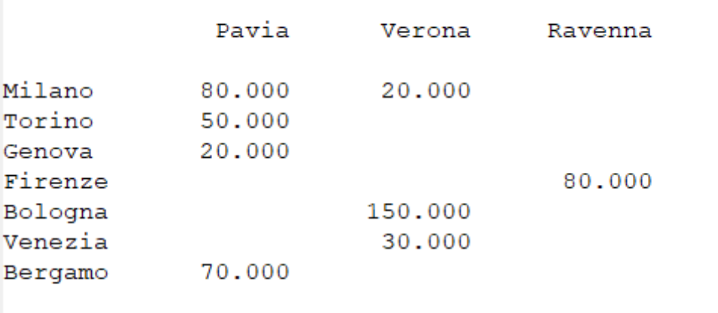 Pavia Verona Ravenna
Milano 80.000 20.000
Torino 50.000
Genova 20.000
Firenze 80.000
Bologna 150.000
Venezia 30.000
Bergamo 70.000